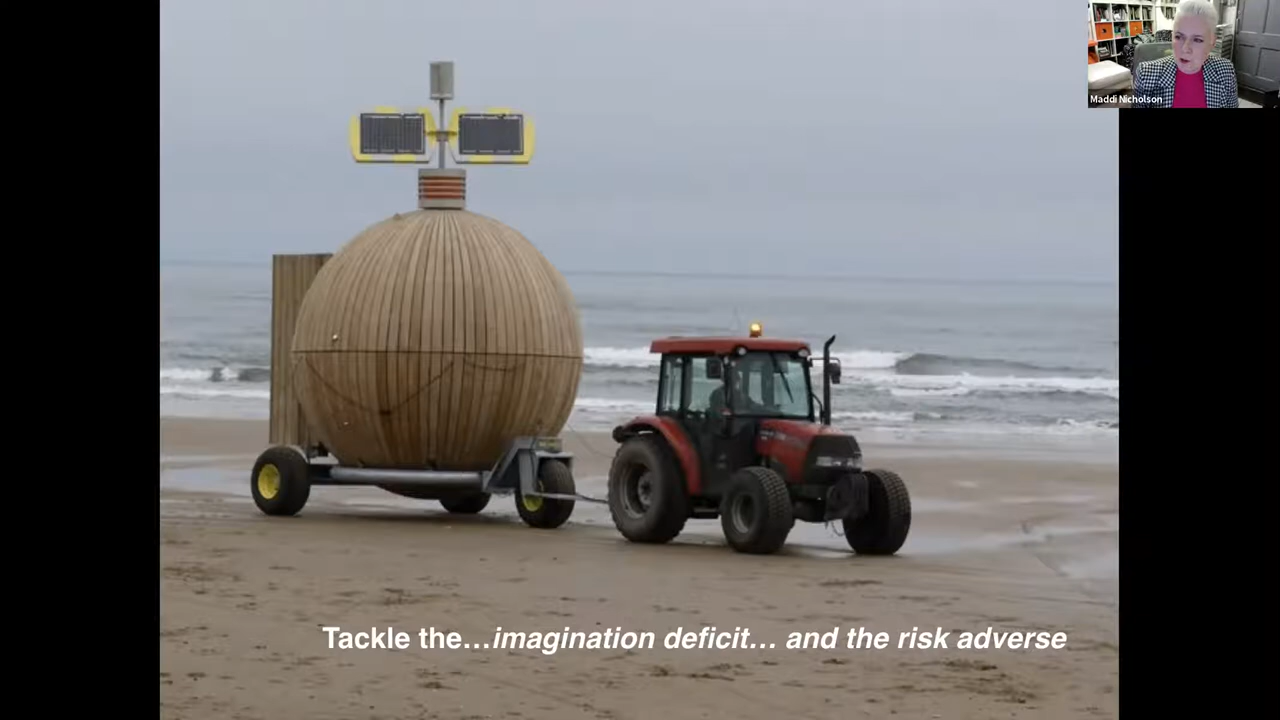 Maddi Nicholson
Tackle the...imagination deficit... and the risk adverse